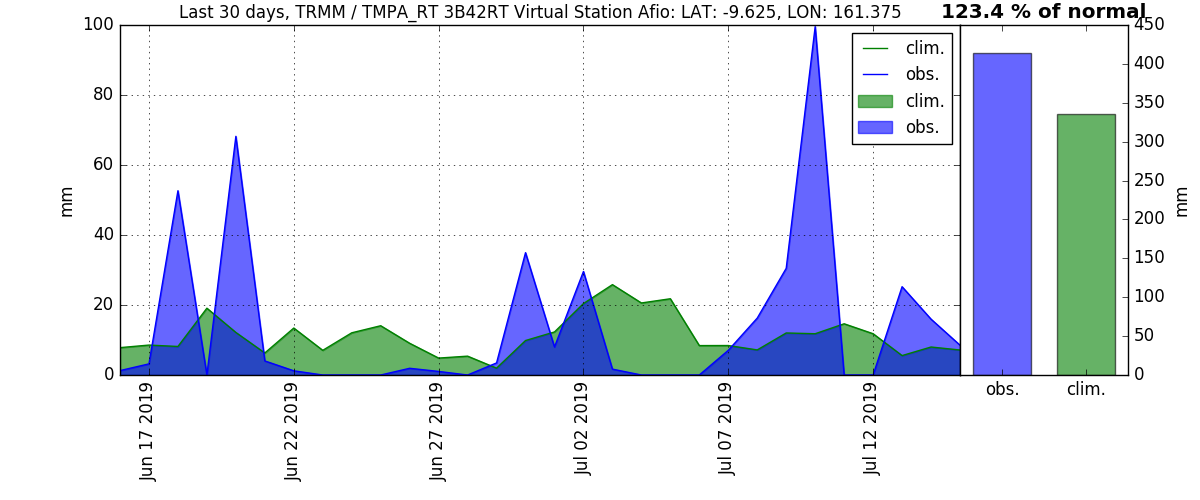 Last 30 days, TRMM / TMPA_RT 3B42RT Virtual Station Afio: LAT: -9.625, LON: 161.375
123.4 % of normal
100
80
60
40
20
0
mm
clim.
obs.
clim.
obs.
450
400
350
300
250
200
150
100
50
0
mm
Jun 17 2019
Jun 22 2019
Jun 27 2019
Jul 02 2019
Jul 07 2019
Jul 12 2019
obs.
clim.